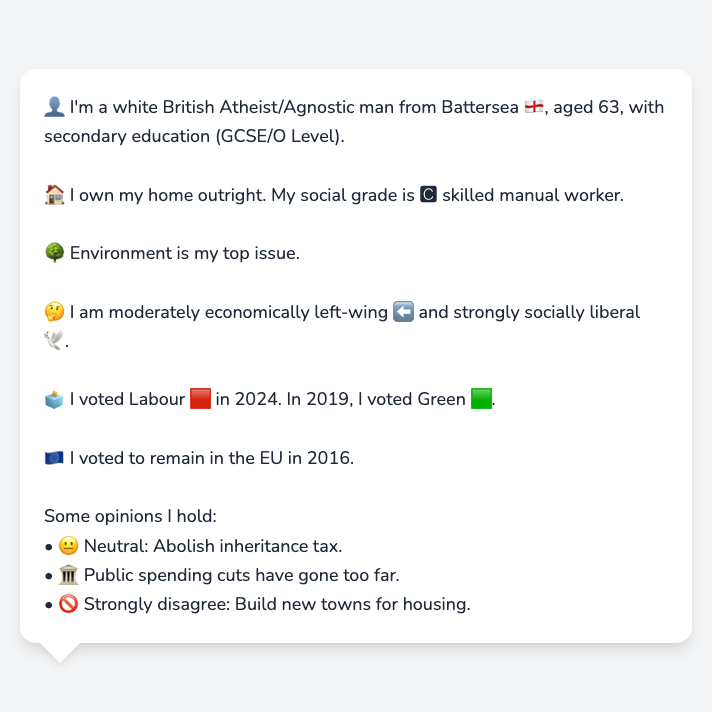 👤 I'm a white British Atheist/Agnostic man from Battersea 🏴󠁧󠁢󠁥󠁮󠁧󠁿, aged 63, with
secondary education (GCSE/O Level).
🏠 I own my home outright. My social grade is 🅲 skilled manual worker.
🌳 Environment is my top issue.
🤔 I am moderately economically left-wing ⬅️ and strongly socially liberal
🕊️.
🗳️ I voted Labour 🟥 in 2024. In 2019, I voted Green 🟩.
🇪🇺 I voted to remain in the EU in 2016.
Some opinions I hold:
• 😐 Neutral: Abolish inheritance tax.
• 🏛️ Public spending cuts have gone too far.
• 🚫 Strongly disagree: Build new towns for housing.